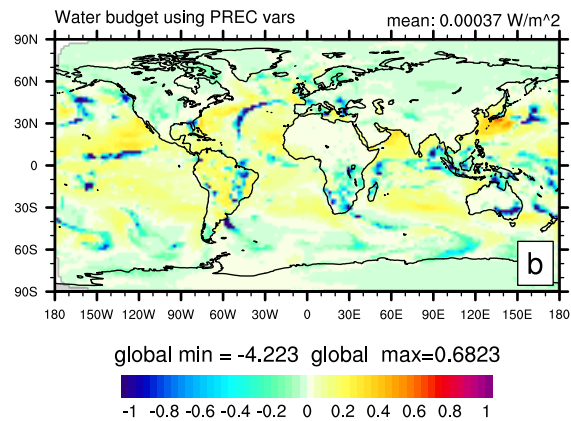 Water budget using PREC vars mean: 0.00037 W/m^2
90N
60N
30N
0
30S
60S
90S
b
180 150W 120W 90W 60W 30W 0 30E 60E 90E 120E 150E 180
global min = -4.223 global max=0.6823
-1 -0.8 -0.6 -0.4 -0.2 0 0.2 0.4 0.6 0.8 1